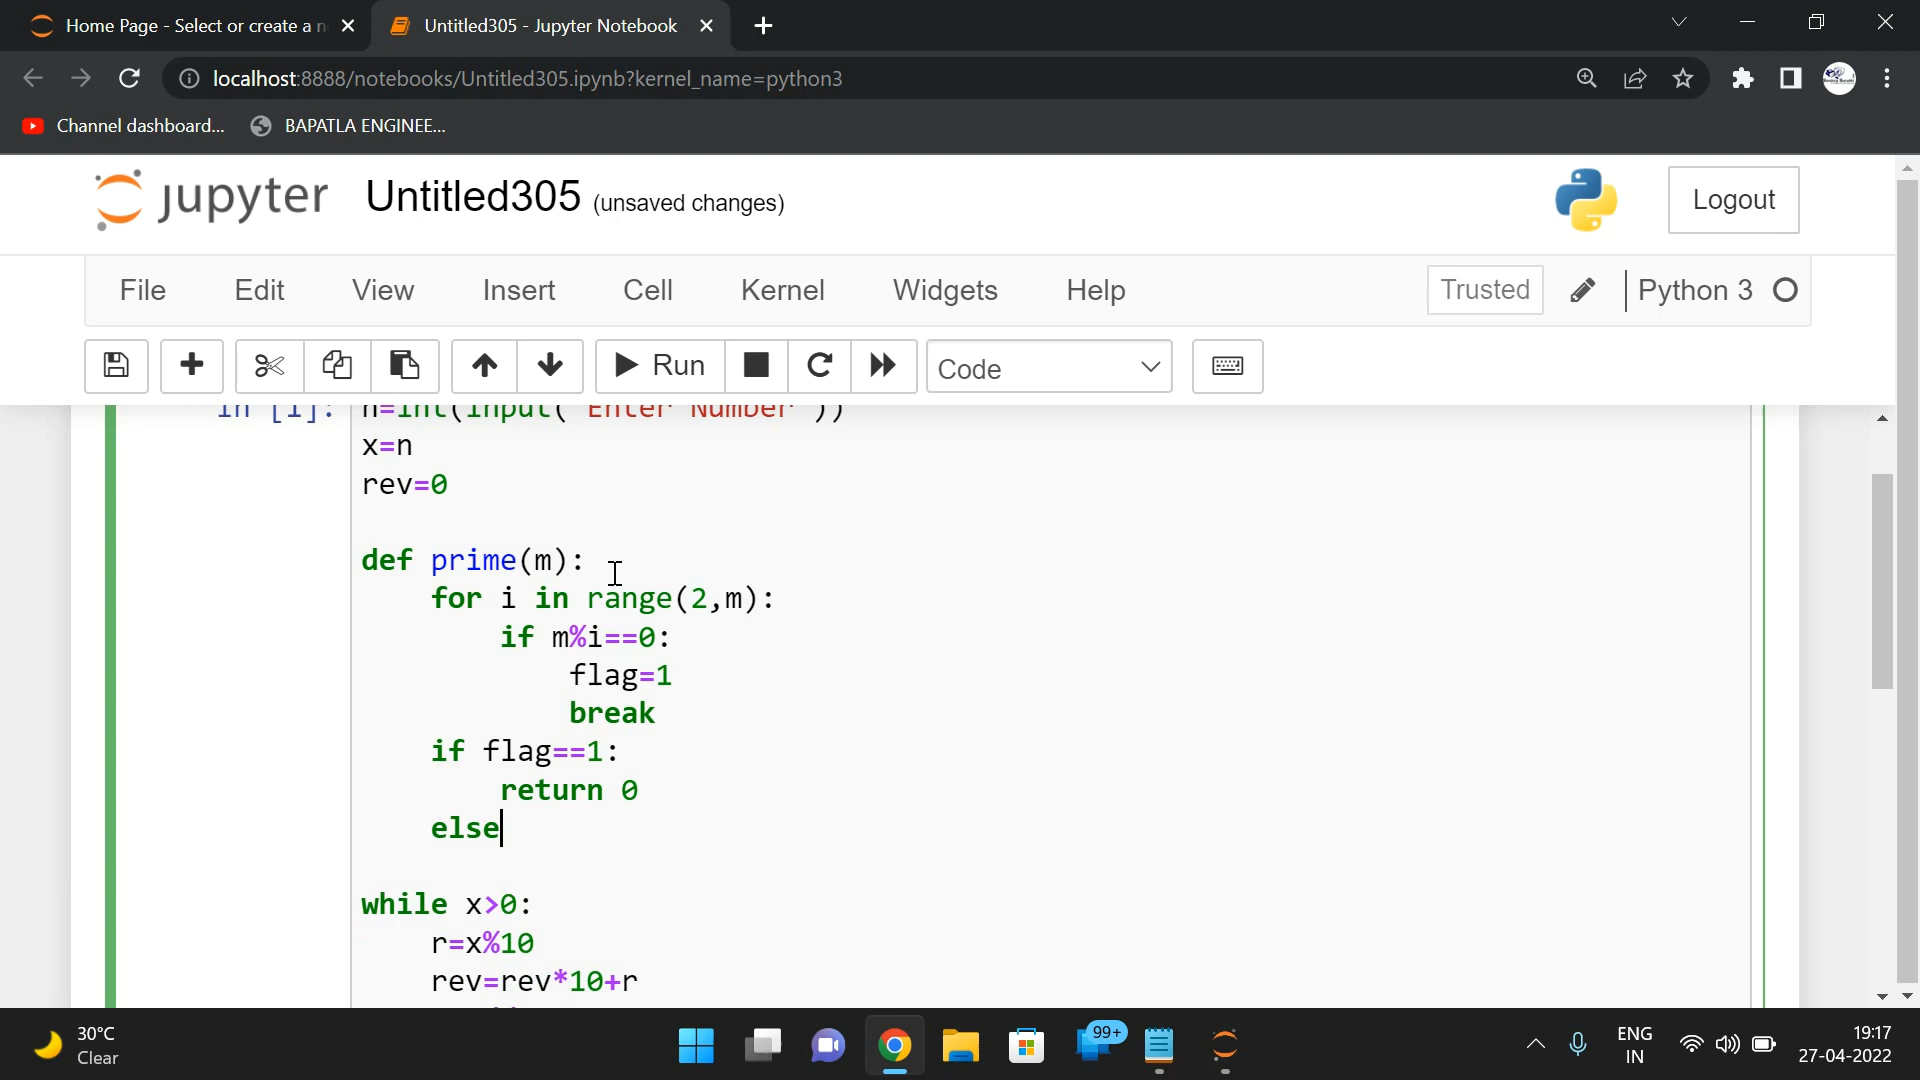 Home Page - Select or create a n
Untitled305 - Jupyter Notebook
localhost:8888/notebooks/Untitled305.ipynb?kernel_name=python3
Channel dashboard...
BAPATLA ENGINEE...
jupyter Untitled305 (unsaved changes)
Logout
File Edit View Insert Cell Kernel Widgets Help
Trusted
Python 3
Run
Code
In [1]: n=int(input("Enter Number"))
x=n
rev=0
def prime(m):
    for i in range(2,m):
        if m%i==0:
            flag=1
            break
    if flag==1:
        return 0
    else
while x>0:
    r=x%10
    rev=rev*10+r
30°C
Clear
99+
ENG
IN
19:17
27-04-2022